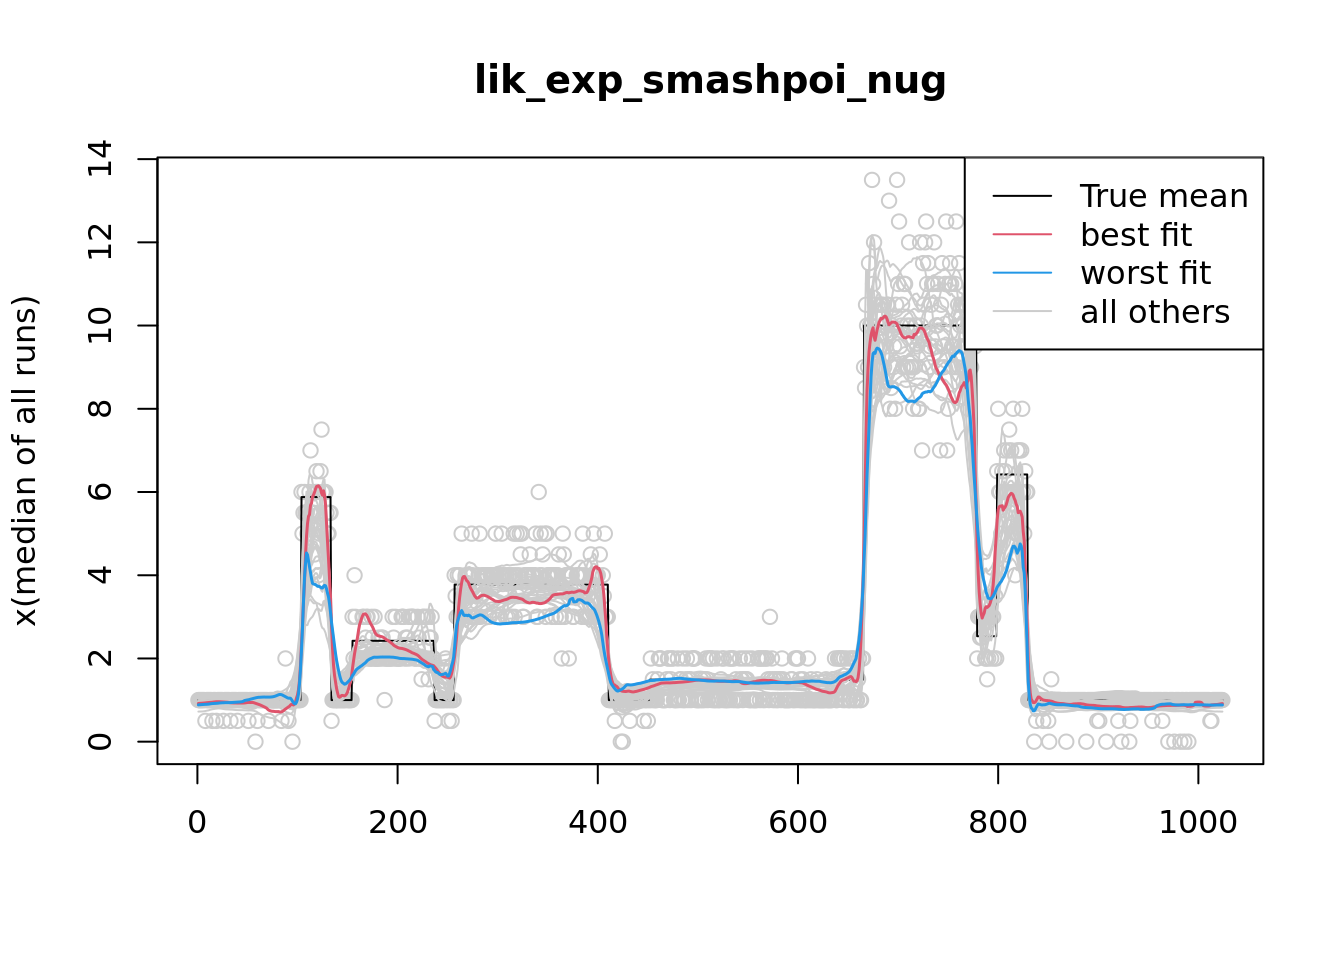 lik_exp_smashpoi_nug
x(median of all runs)
14
12
10
8
6
4
2
0
True mean
best fit
worst fit
all others
0 200 400 600 800 1000